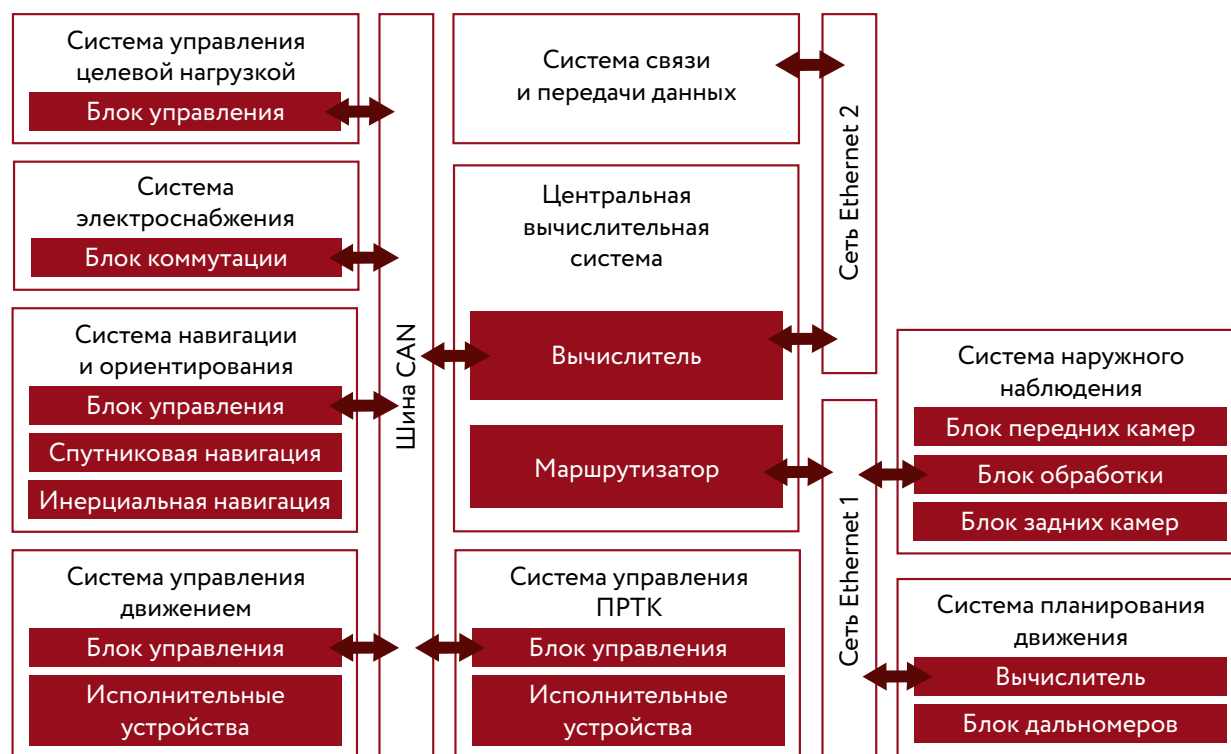 Система управления
целевой нагрузкой
Блок управления
Система
электроснабжения
Блок коммутации
Система навигации
и ориентирования
Блок управления
Спутниковая навигация
Инерциальная навигация
Система управления
движением
Блок управления
Исполнительные
устройства
Шина CAN
Система связи
и передачи данных
Центральная
вычислительная
система
Вычислитель
Маршрутизатор
Система управления
ПРТК
Блок управления
Исполнительные
устройства
Сеть Ethernet 2
Сеть Ethernet 1
Система наружного
наблюдения
Блок передних камер
Блок обработки
Блок задних камер
Система планирования
движения
Вычислитель
Блок дальномеров